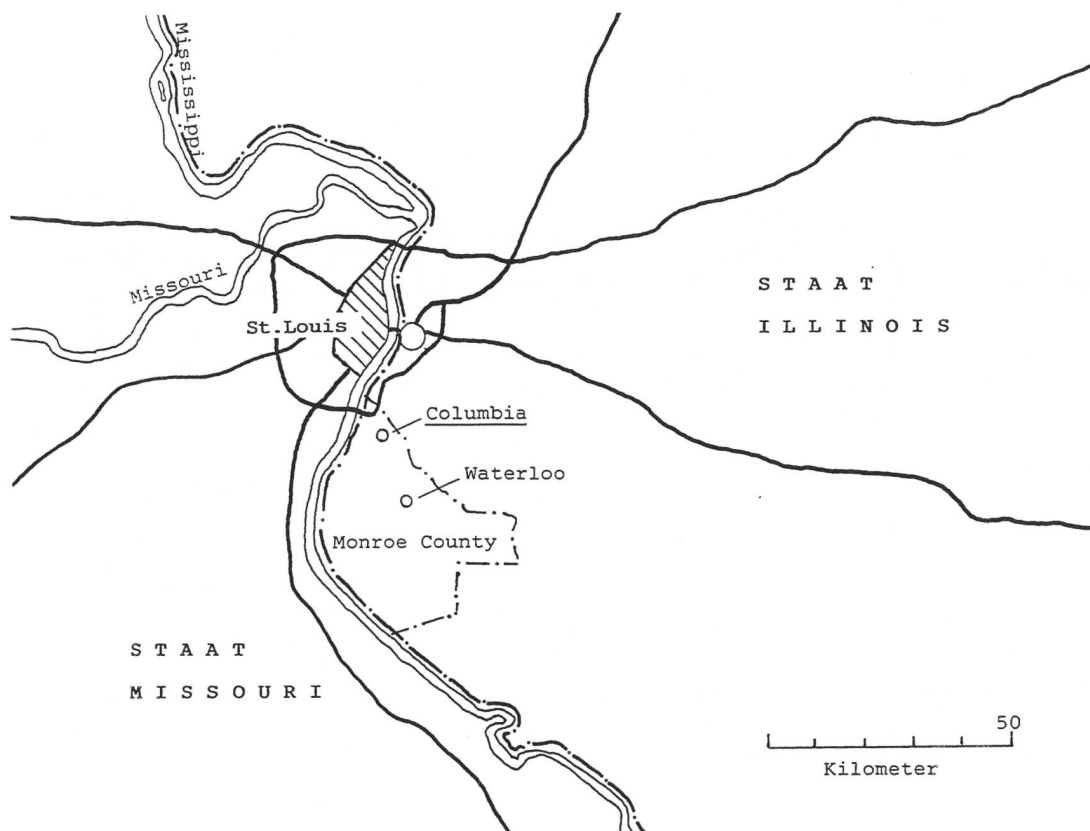 Mississippi
Missouri
St.Louis
STAAT
ILLINOIS
Columbia
Waterloo
Monroe County
STAAT
MISSOURI
50
Kilometer